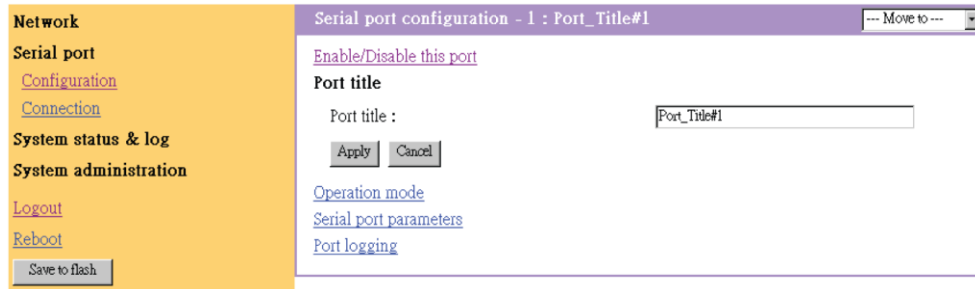 Network
Serial port
Configuration
Connection
System status & log
System administration
Logout
Reboot
Save to flash
Serial port configuration - 1 : Port_Title#1
--- Move to ---
Enable/Disable this port
Port title
Port title :
Port_Title#1
Apply Cancel
Operation mode
Serial port parameters
Port logging